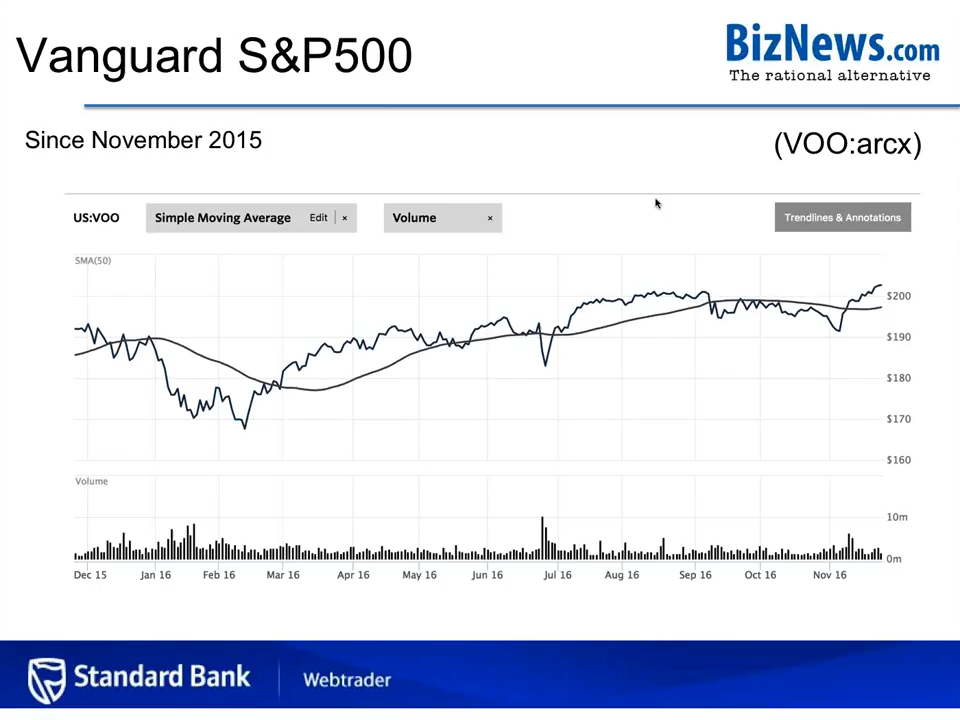 Vanguard S&P500
BizNews.com
The rational alternative
Since November 2015
(VOO:arcx)
US:VOO
Simple Moving Average Edit ×
Volume ×
Trendlines & Annotations
SMA(50)
$200
$190
$180
$170
$160
Volume
10m
0m
Dec 15 Jan 16 Feb 16 Mar 16 Apr 16 May 16 Jun 16 Jul 16 Aug 16 Sep 16 Oct 16 Nov 16
Standard Bank Webtrader